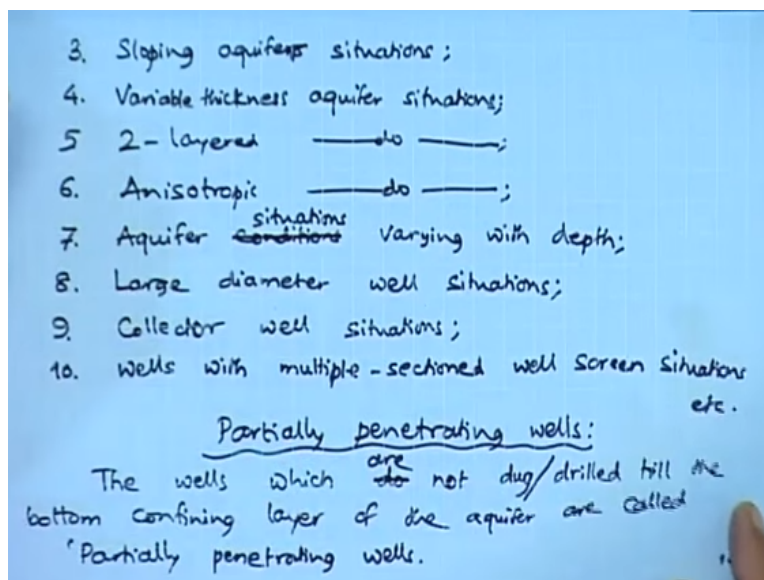 3. Sloping aquifers situations;
4. Variable thickness aquifer situations;
5 2-layered ——do——;
6. Anisotropic ——do——;
situations
7. Aquifer conditions varying with depth;
8. Large diameter well situations;
9. Collector well situations;
10. Wells with multiple-sectioned well screen situations
etc.
Partially penetrating wells:
are
The wells which do not dug/drilled till the
bottom confining layer of the aquifer are called
'Partially penetrating wells.